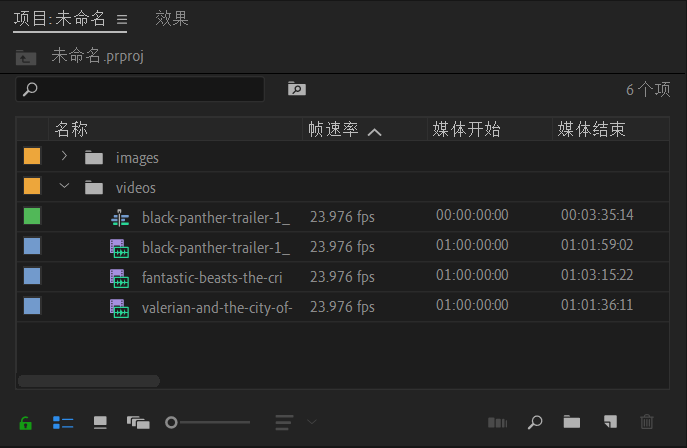 项目: 未命名 效果
未命名.prproj
6 个项
名称 帧速率 媒体开始 媒体结束
images
videos
black-panther-trailer-1_ 23.976 fps 00:00:00:00 00:03:35:14
black-panther-trailer-1_ 23.976 fps 01:00:00:00 01:01:59:02
fantastic-beasts-the-cri 23.976 fps 01:00:00:00 01:03:15:22
valerian-and-the-city-of- 23.976 fps 01:00:00:00 01:01:36:11